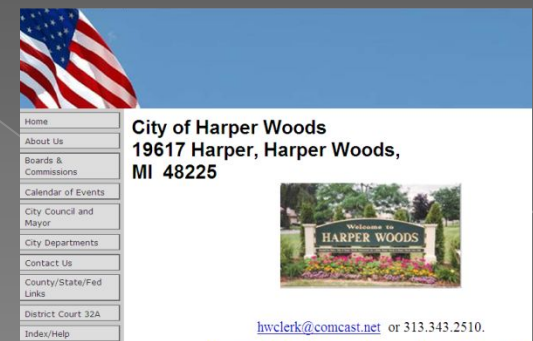 Home
About Us
Boards &
Commissions
Calendar of Events
City Council and
Mayor
City Departments
Contact Us
County/State/Fed
Links
District Court 32A
Index/Help
City of Harper Woods
19617 Harper, Harper Woods,
MI 48225
Welcome to
HARPER WOODS
hwclerk@comcast.net or 313.343.2510.